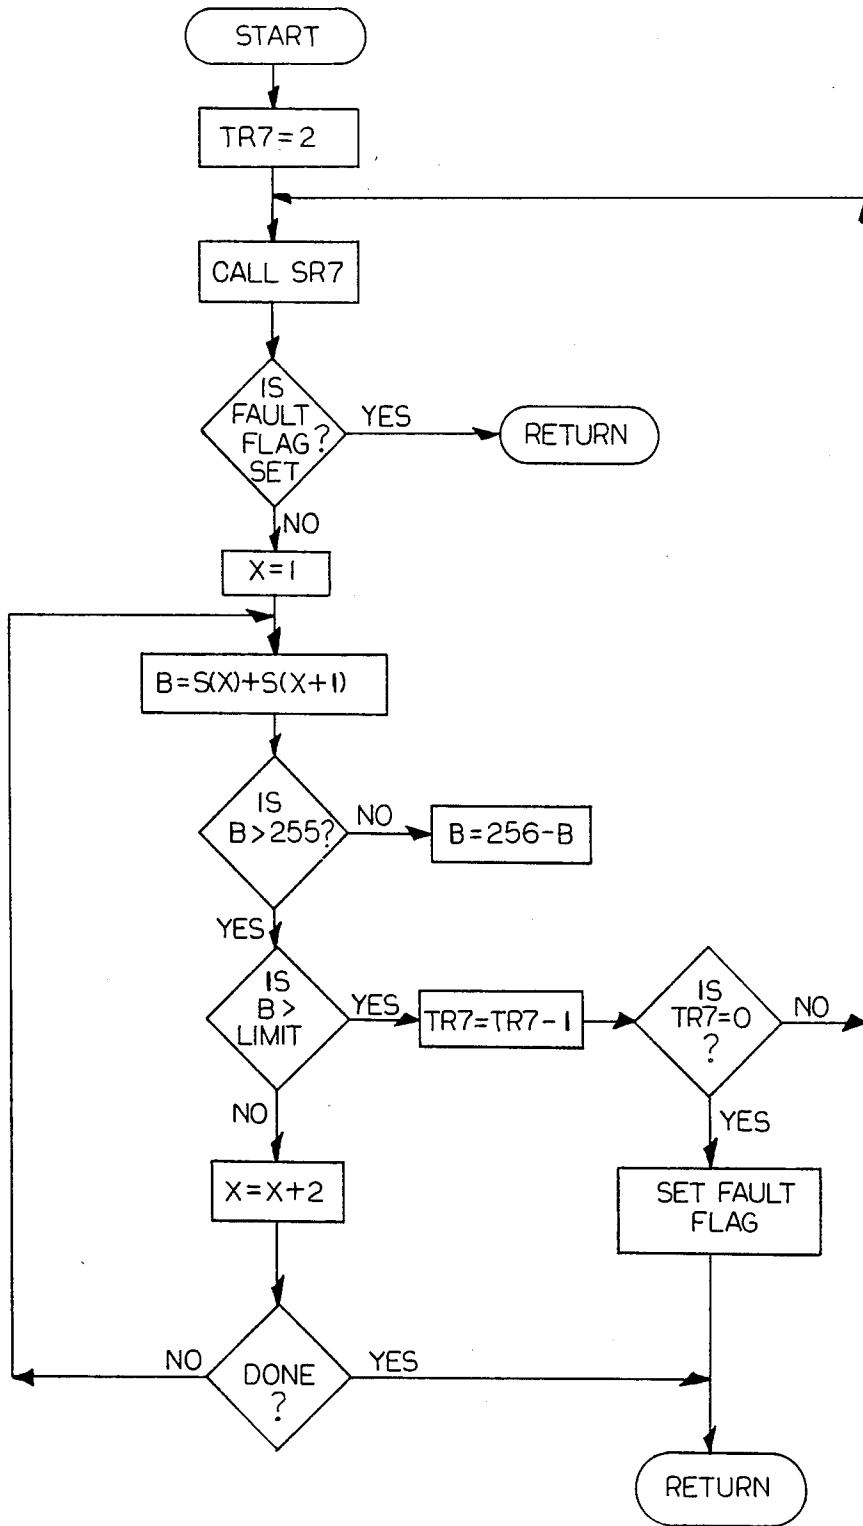 START
TR7=2
CALL SR7
IS
FAULT
FLAG?
SET
YES
RETURN
NO
X=1
B=S(X)+S(X+1)
IS
B>255?
NO
B=256-B
YES
IS
B>
LIMIT
YES
TR7=TR7-1
IS
TR7=0
?
NO
NO
YES
X=X+2
SET FAULT
FLAG
NO
DONE
?
YES
RETURN